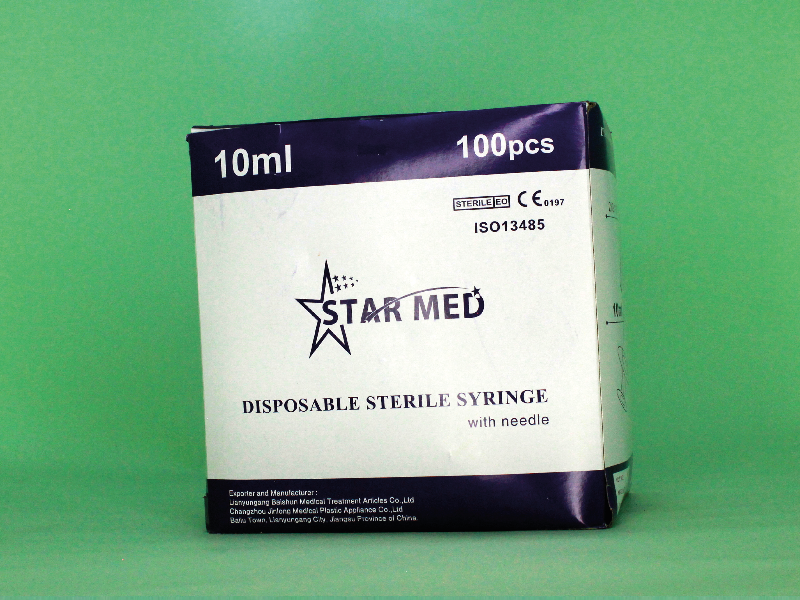 10ml 100pcs
STERILE EO CE 0197
ISO13485
STAR MED
DISPOSABLE STERILE SYRINGE
with needle
Exporter and Manufacturer :
Lianyungang Baishun Medical Treatment Articles Co.,Ltd
Changzhou Jinlong Medical Plastic Appliance Co.,Ltd
Baitu Town, Lianyungang City, Jiangsu Province of China.